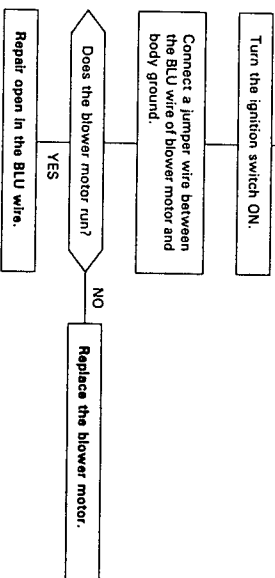 Turn the ignition switch ON.
Connect a jumper wire between
the BLU wire of blower motor and
body ground.
Does the blower motor run?
NO
Replace the blower motor.
YES
Repair open in the BLU wire.